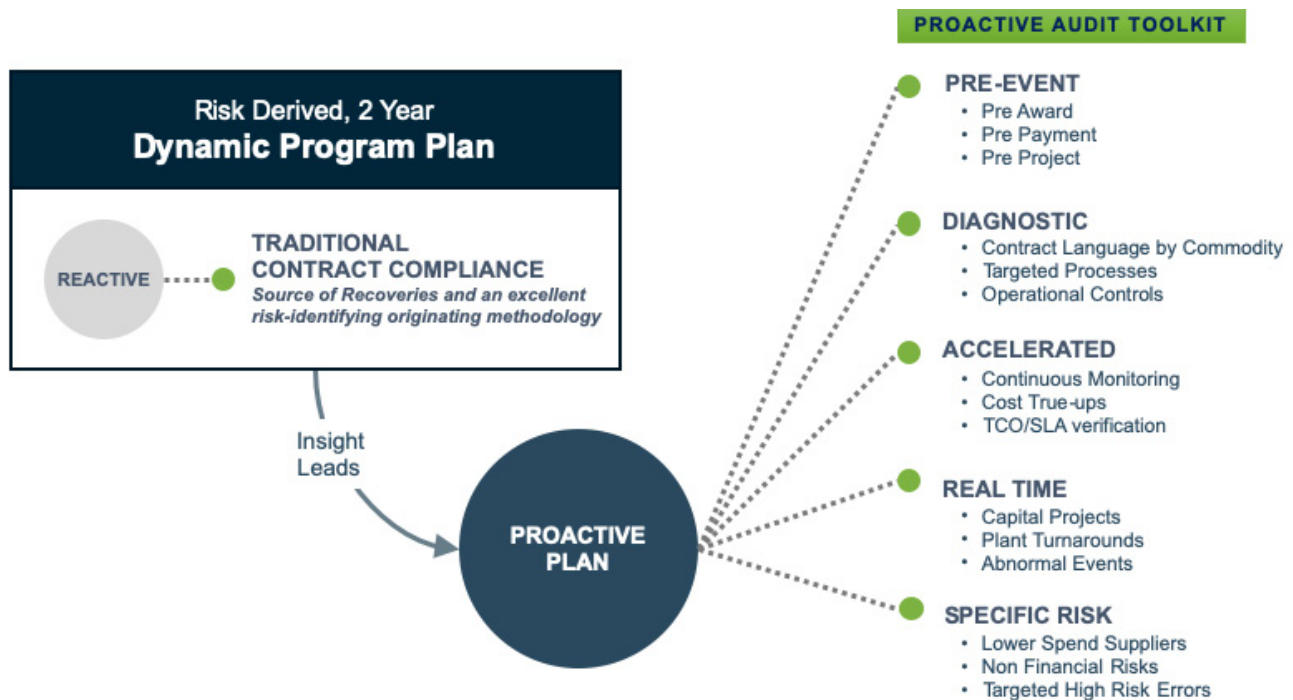 PROACTIVE AUDIT TOOLKIT
Risk Derived, 2 Year
Dynamic Program Plan
REACTIVE
TRADITIONAL
CONTRACT COMPLIANCE
Source of Recoveries and an excellent
risk-identifying originating methodology
Insight
Leads
PROACTIVE
PLAN
PRE-EVENT
• Pre Award
• Pre Payment
• Pre Project
DIAGNOSTIC
• Contract Language by Commodity
• Targeted Processes
• Operational Controls
ACCELERATED
• Continuous Monitoring
• Cost True-ups
• TCO/SLA verification
REAL TIME
• Capital Projects
• Plant Turnarounds
• Abnormal Events
SPECIFIC RISK
• Lower Spend Suppliers
• Non Financial Risks
• Targeted High Risk Errors